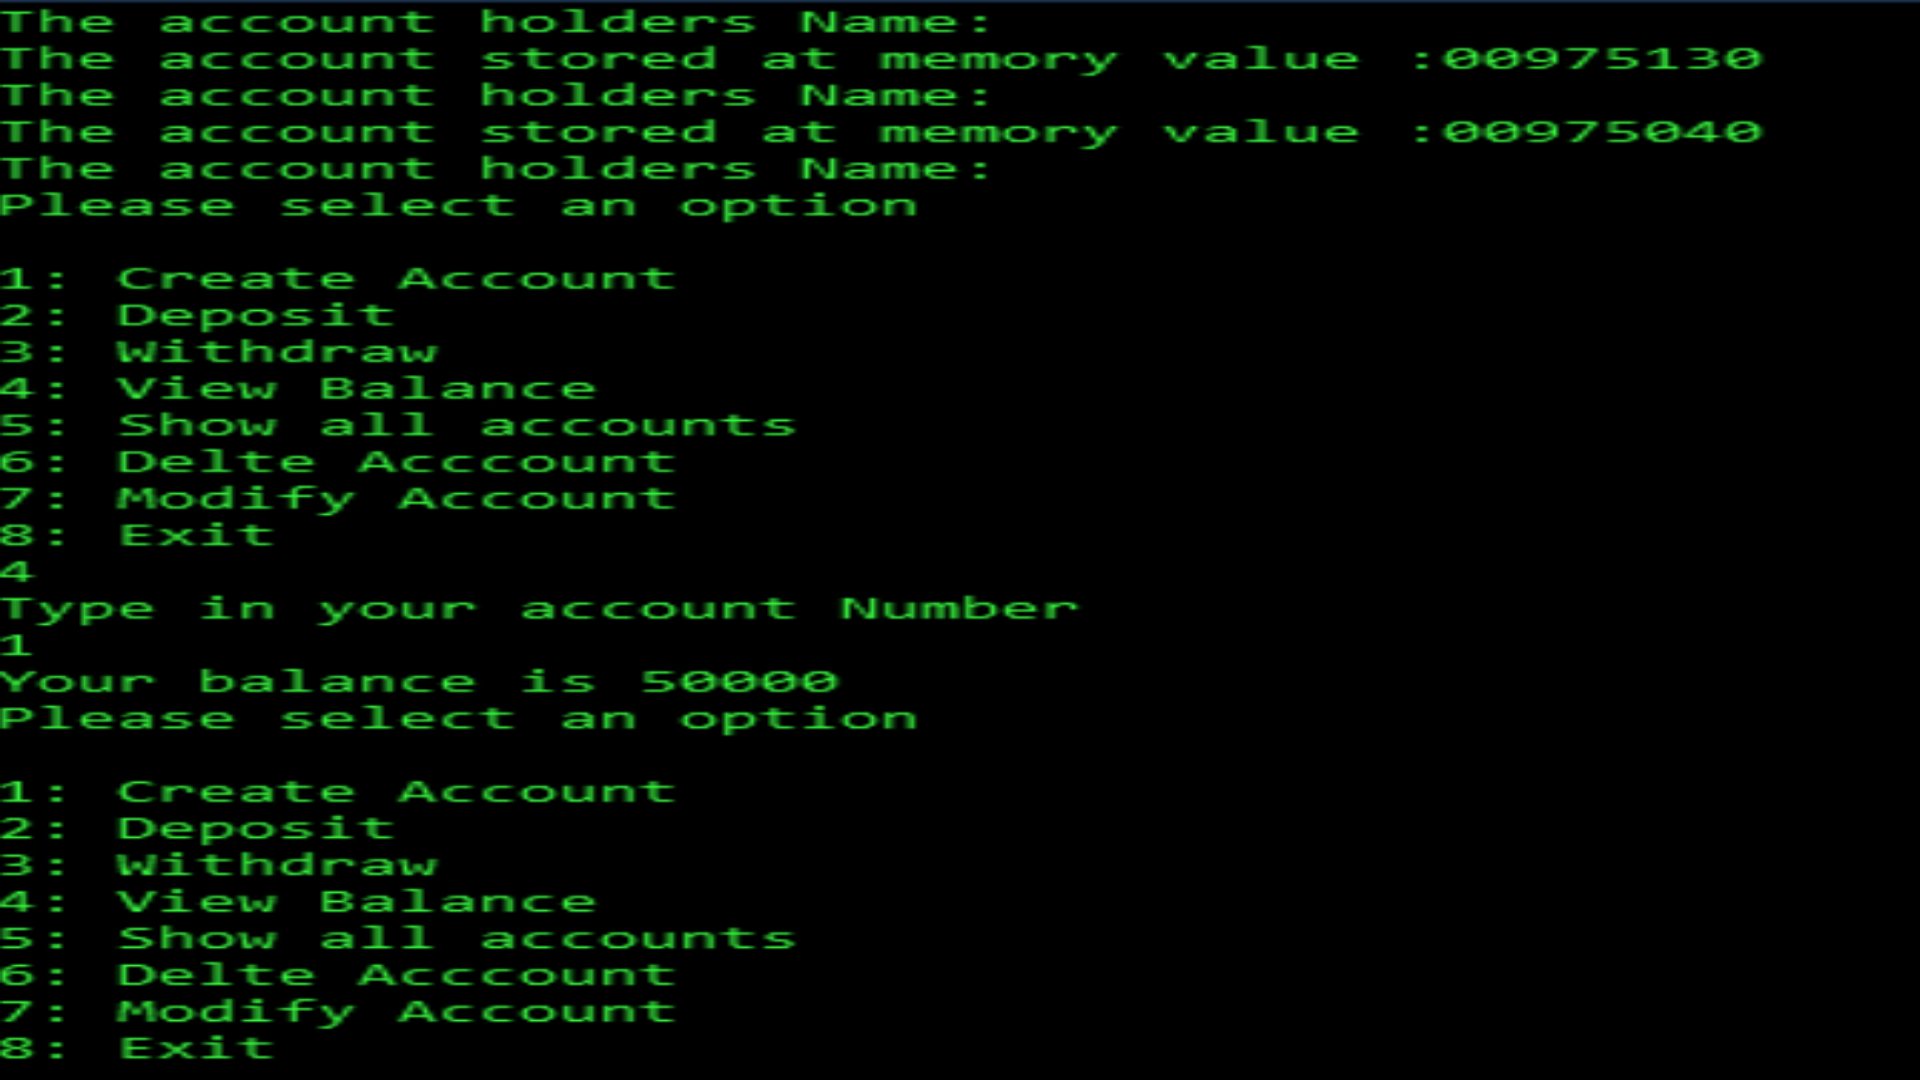 The account holders Name:
The account stored at memory value :00975130
The account holders Name:
The account stored at memory value :00975040
The account holders Name:
Please select an option
1: Create Account
2: Deposit
3: Withdraw
4: View Balance
5: Show all accounts
6: Delte Acccount
7: Modify Account
8: Exit
4
Type in your account Number
1
Your balance is 50000
Please select an option
1: Create Account
2: Deposit
3: Withdraw
4: View Balance
5: Show all accounts
6: Delte Acccount
7: Modify Account
8: Exit